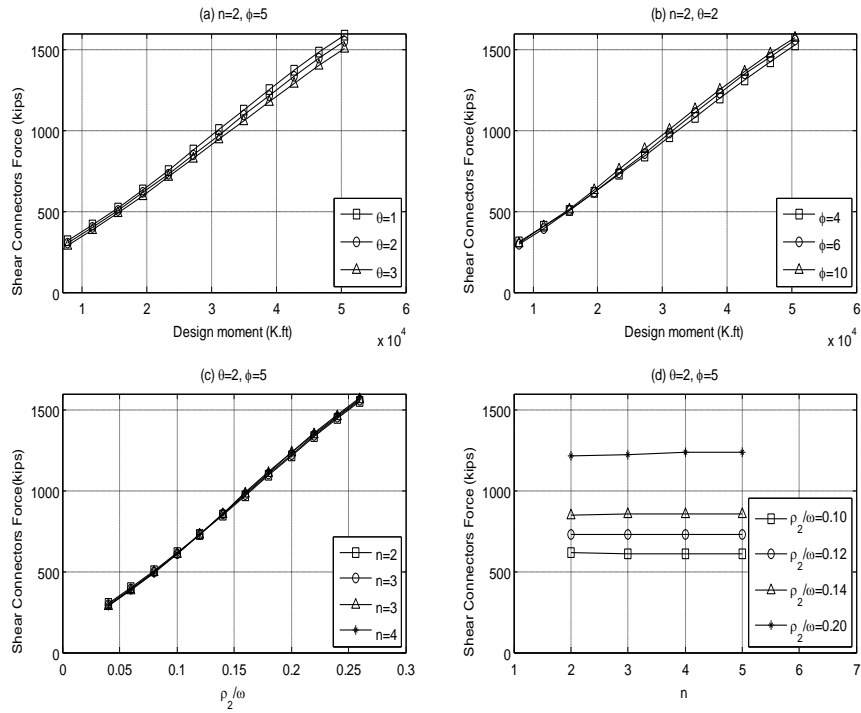 (a) n=2, ϕ=5
Shear Connectors Force (kips)
1500
1000
500
0
1 2 3 4 5 6
Design moment (K.ft)
x 10^4
θ=1
θ=2
θ=3
(b) n=2, θ=2
Shear Connectors Force(kips)
1500
1000
500
0
1 2 3 4 5 6
Design moment (K.ft)
x 10^4
ϕ=4
ϕ=6
ϕ=10
(c) θ=2, ϕ=5
Shear Connectors Force(kips)
1500
1000
500
0
0 0.05 0.1 0.15 0.2 0.25 0.3
ρ_2/ω
n=2
n=3
n=3
n=4
(d) θ=2, ϕ=5
Shear Connectors Force (kips)
1500
1000
500
0
1 2 3 4 5 6 7
n
ρ_2/ω=0.10
ρ_2/ω=0.12
ρ_2/ω=0.14
ρ_2/ω=0.20